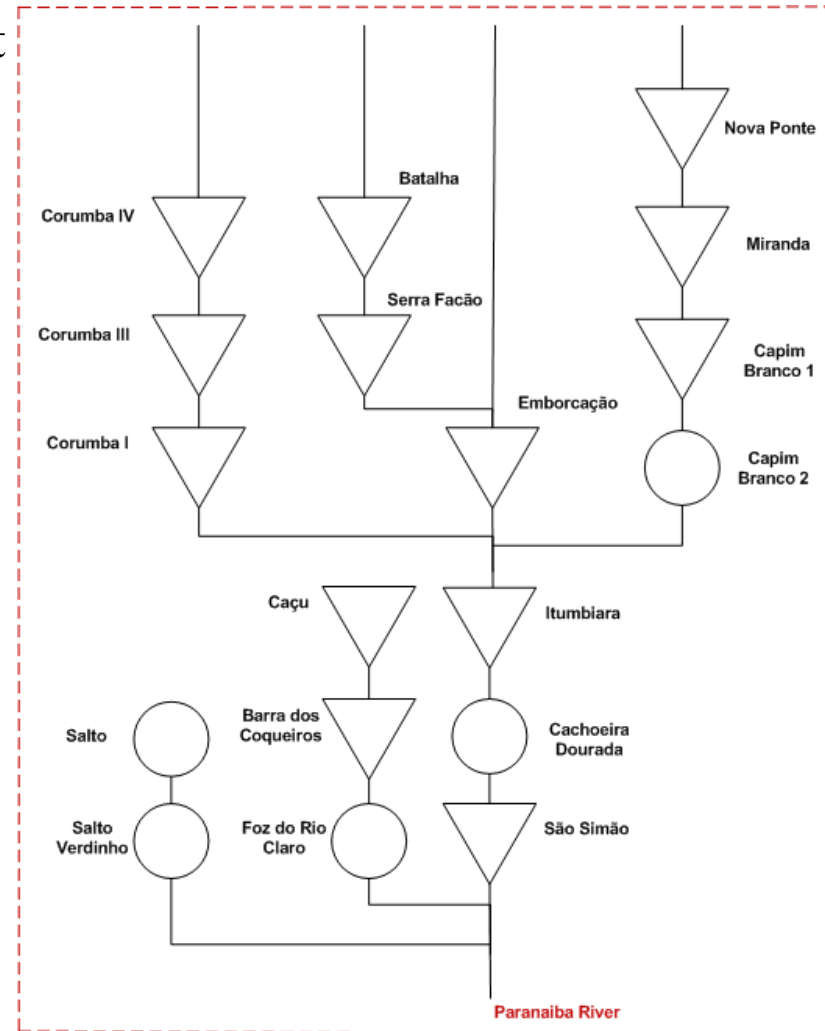 t
Nova Ponte
Batalha
Corumba IV
Miranda
Serra Facão
Corumba III
Capim
Branco 1
Emborcação
Corumba I
Capim
Branco 2
Caçu
Itumbiara
Salto
Barra dos
Coqueiros
Cachoeira
Dourada
Salto
Verdinho
Foz do Rio
Claro
São Simão
Paranaiba River